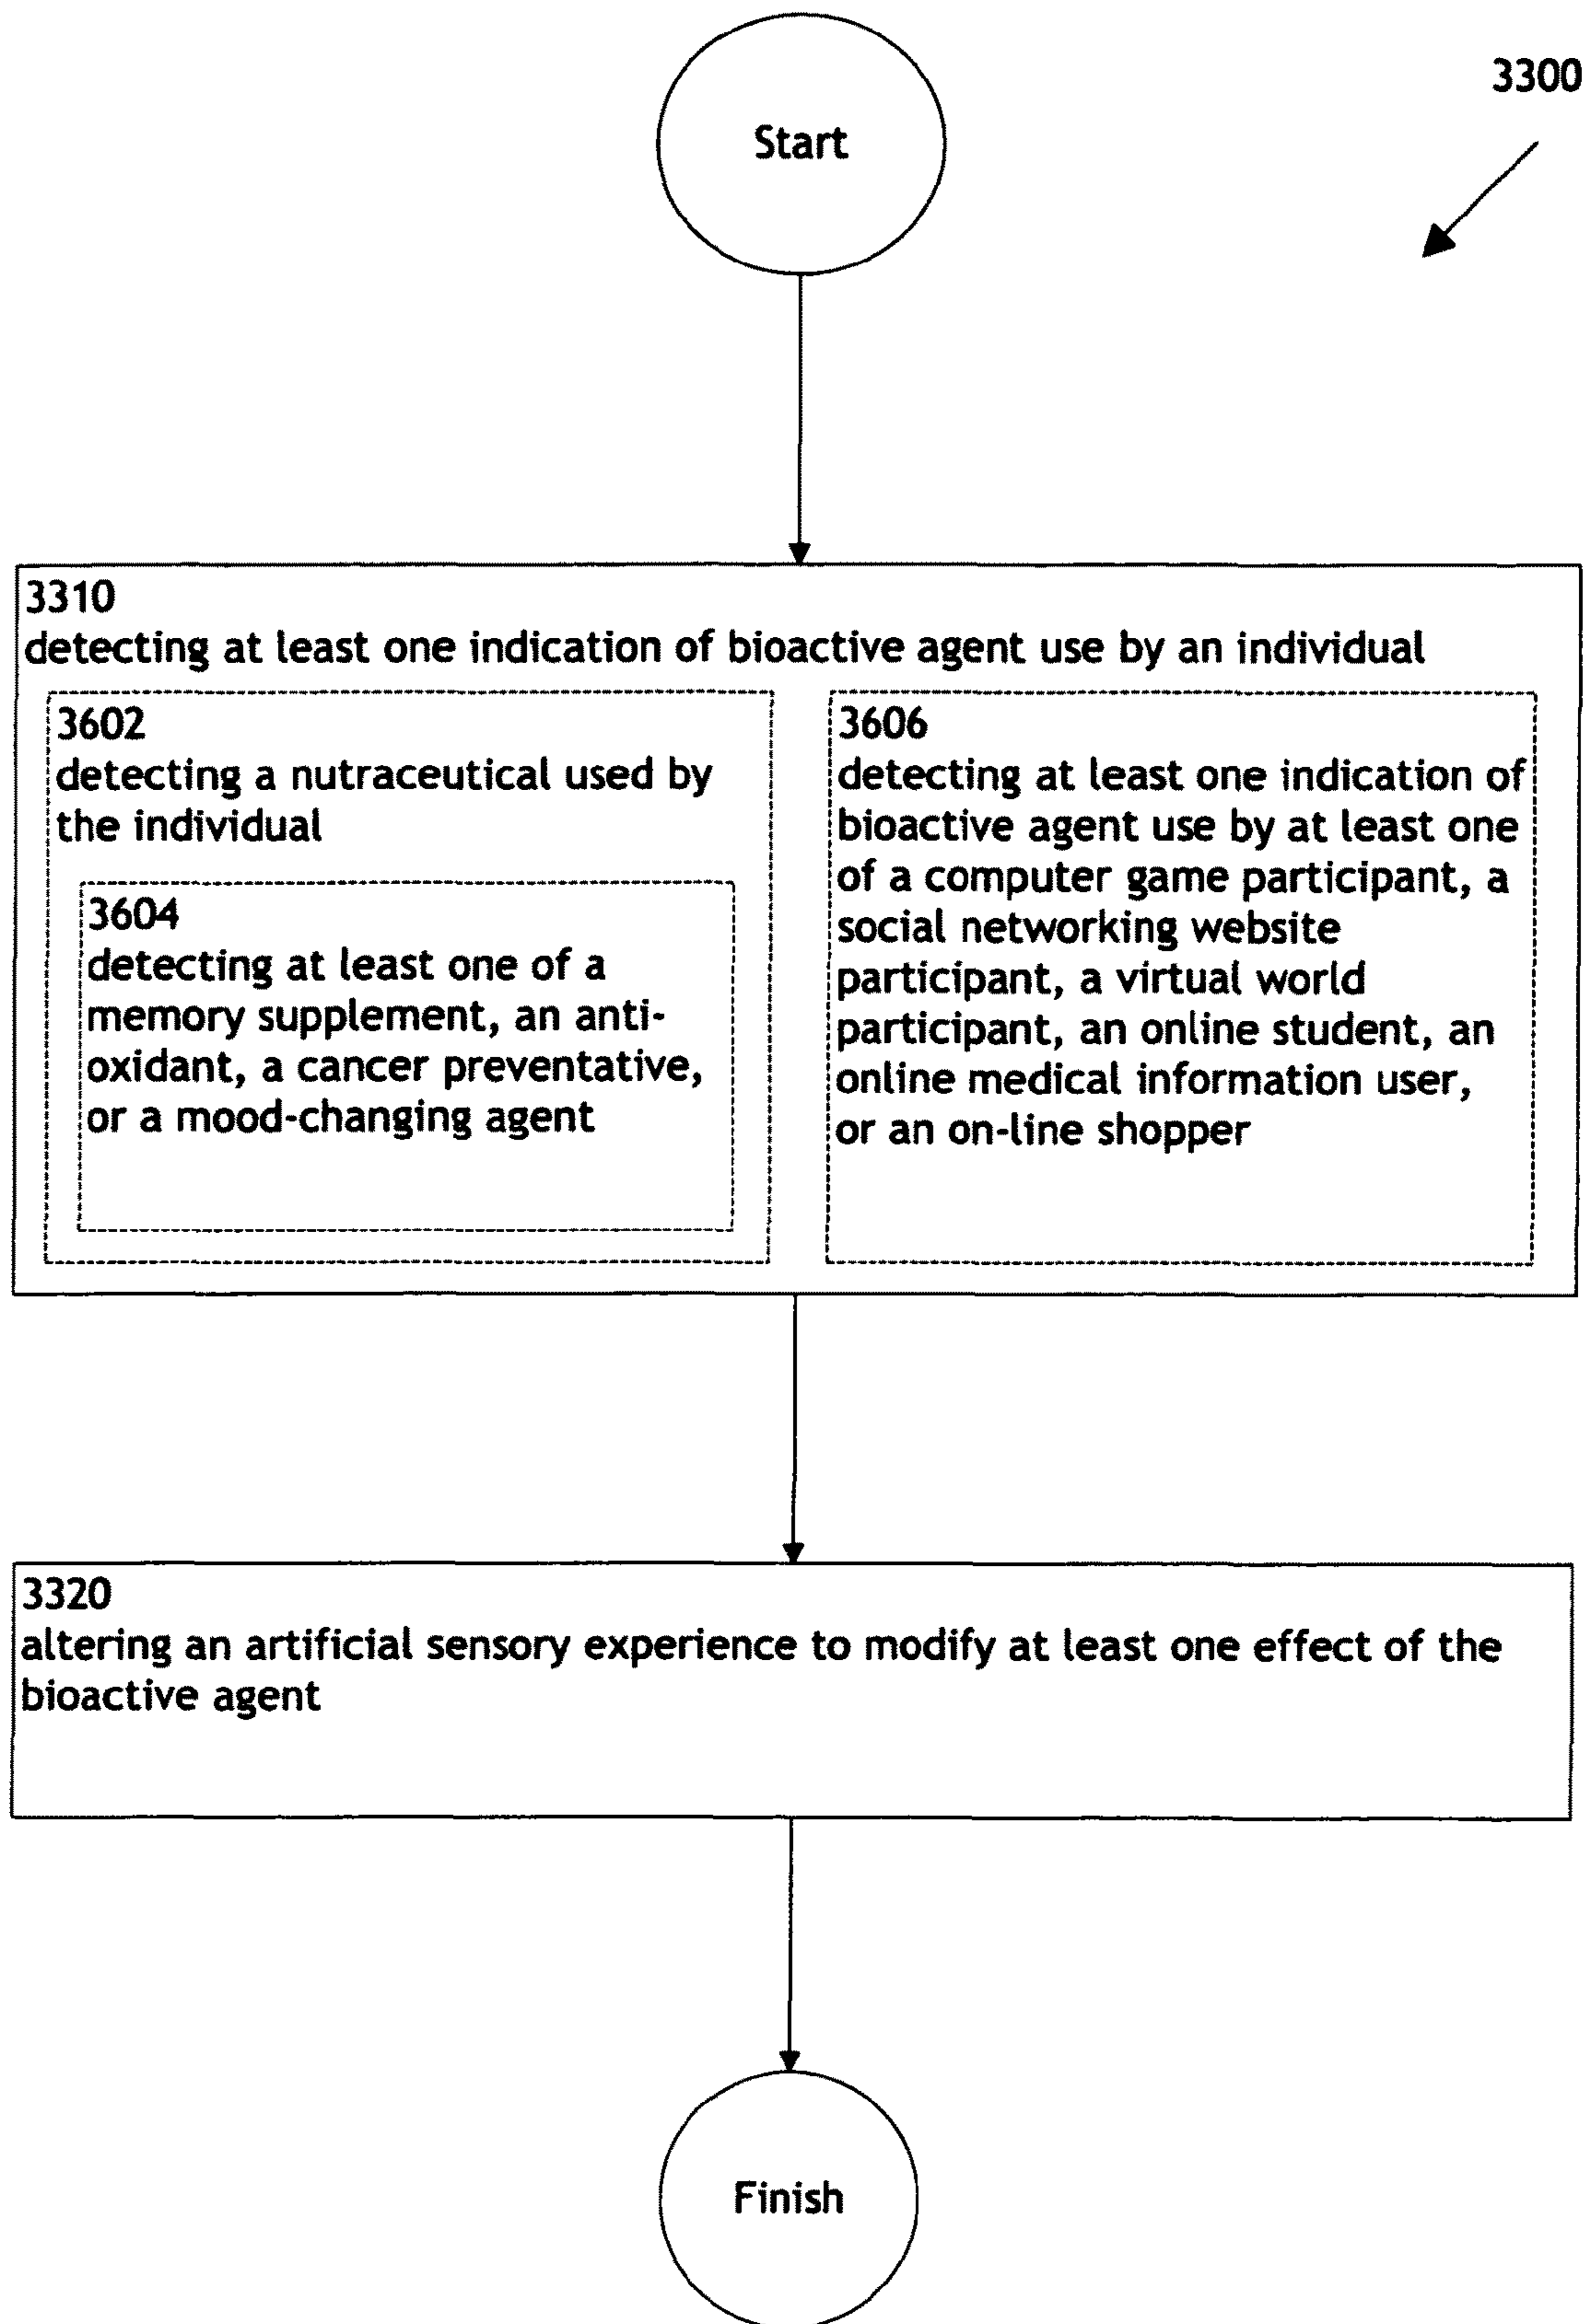 Start
3300
3310
detecting at least one indication of bioactive agent use by an individual
3602
detecting a nutraceutical used by
the individual
3604
detecting at least one of a
memory supplement, an anti-
oxidant, a cancer preventative,
or a mood-changing agent
3606
detecting at least one indication of
bioactive agent use by at least one
of a computer game participant, a
social networking website
participant, a virtual world
participant, an online student, an
online medical information user,
or an on-line shopper
3320
altering an artificial sensory experience to modify at least one effect of the
bioactive agent
Finish